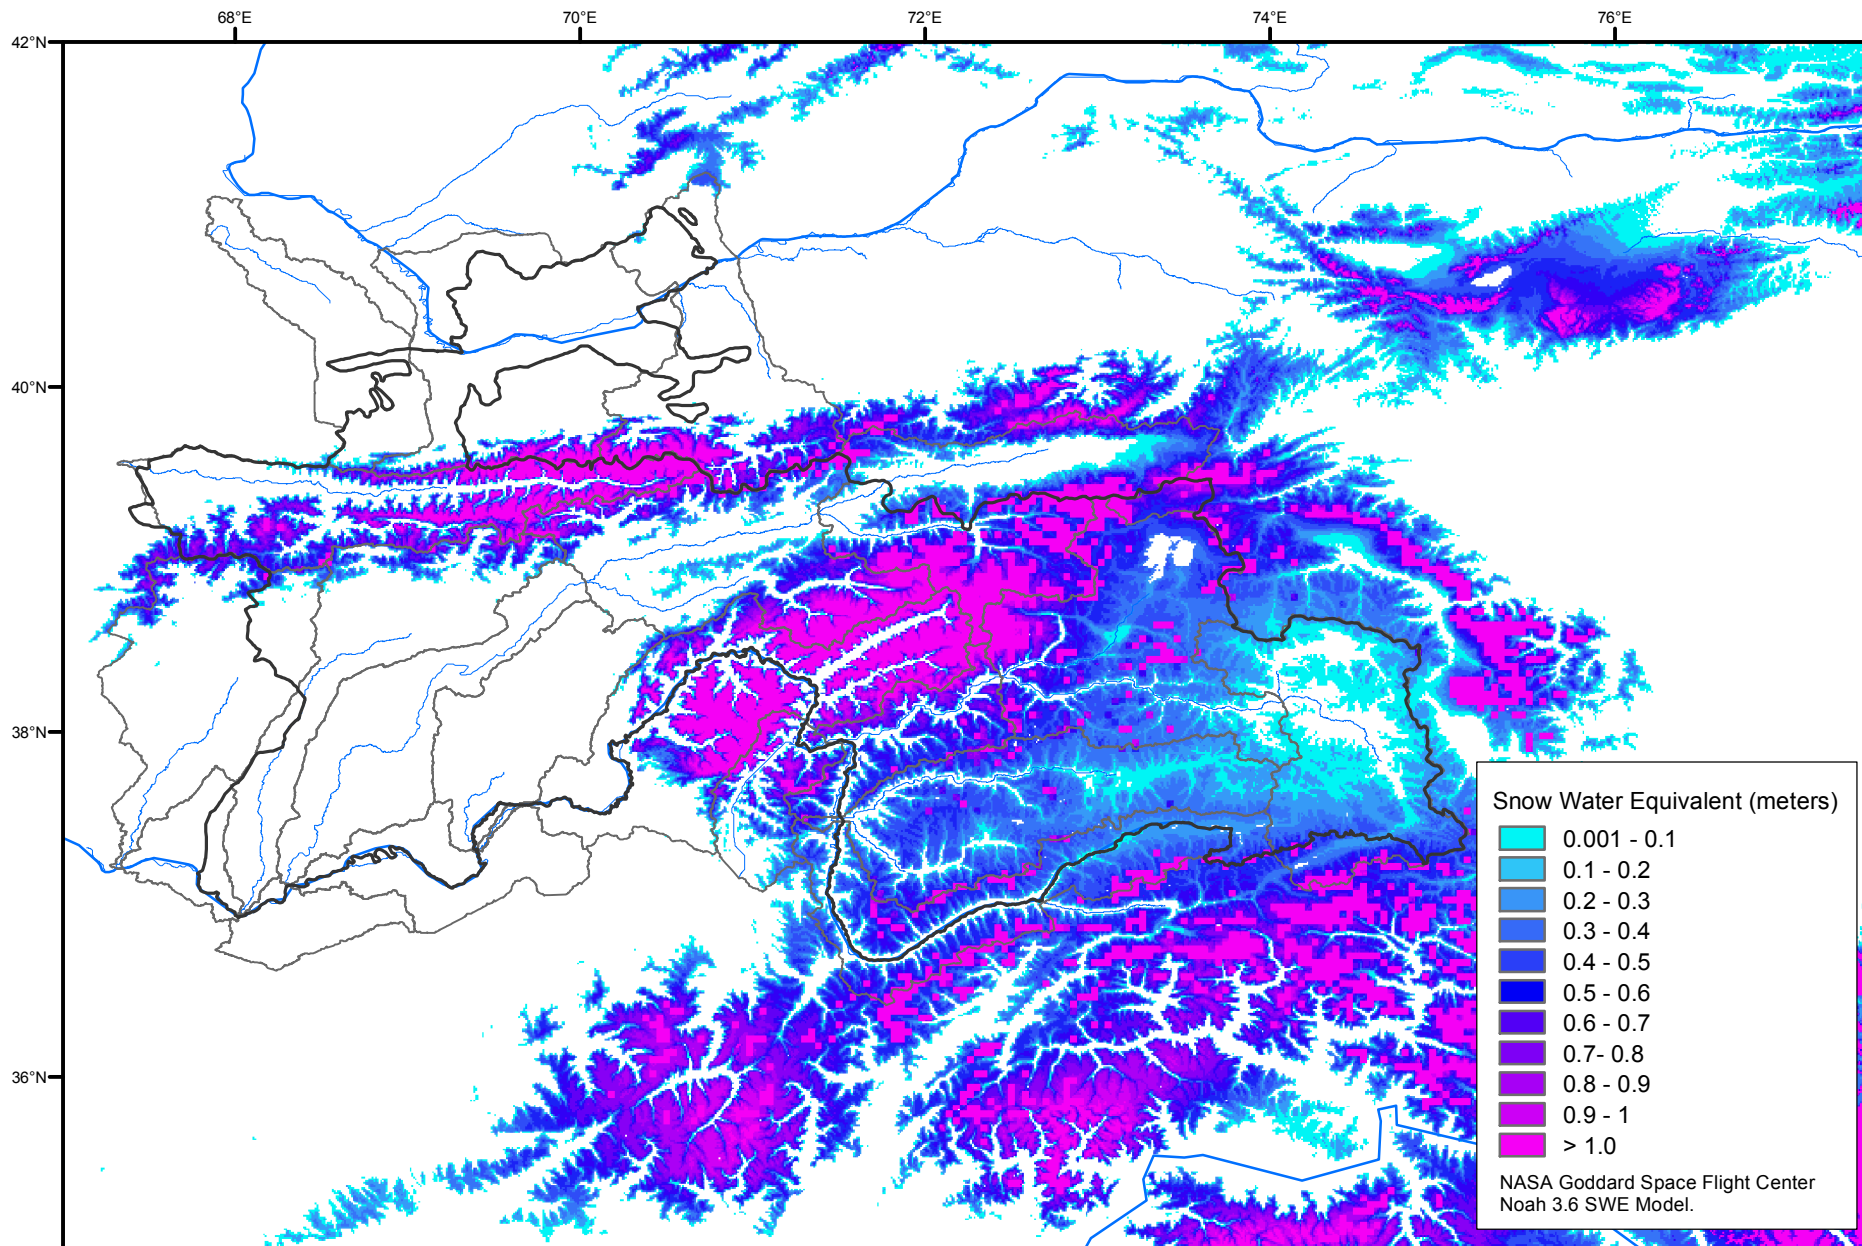 68°E
70°E
72°E
74°E
76°E
42°N
40°N
38°N
36°N
Snow Water Equivalent (meters)
0.001 - 0.1
0.1 - 0.2
0.2 - 0.3
0.3 - 0.4
0.4 - 0.5
0.5 - 0.6
0.6 - 0.7
0.7- 0.8
0.8 - 0.9
0.9 - 1
> 1.0
NASA Goddard Space Flight Center
Noah 3.6 SWE Model.